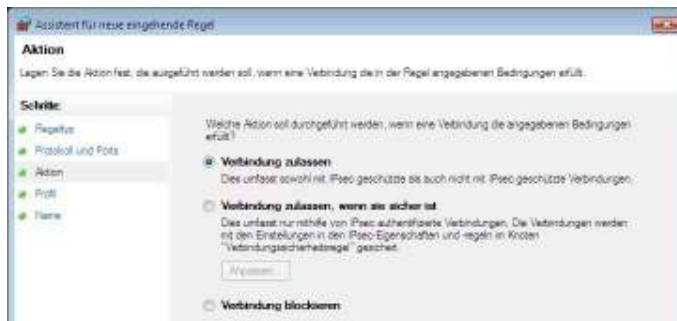 Assistent für neue eingehende Regel
Aktion
Legen Sie die Aktion fest, die ausgeführt werden soll, wenn eine Verbindung die in der Regel angegebenen Bedingungen erfüllt.
Schritte:
Regeltyp
Protokoll und Ports
Aktion
Profil
Name
Welche Aktion soll durchgeführt werden, wenn eine Verbindung die angegebenen Bedingungen
erfüllt?
Verbindung zulassen
Dies umfasst sowohl mit IPsec geschützte als auch nicht mit IPsec geschützte Verbindungen.
Verbindung zulassen, wenn sie sicher ist
Dies umfasst nur mithilfe von IPsec authentifizierte Verbindungen. Die Verbindungen werden
mit den Einstellungen in den IPsec-Eigenschaften und -regeln im Knoten
"Verbindungssicherheitsregel" gesichert.
Anpassen...
Verbindung blockieren